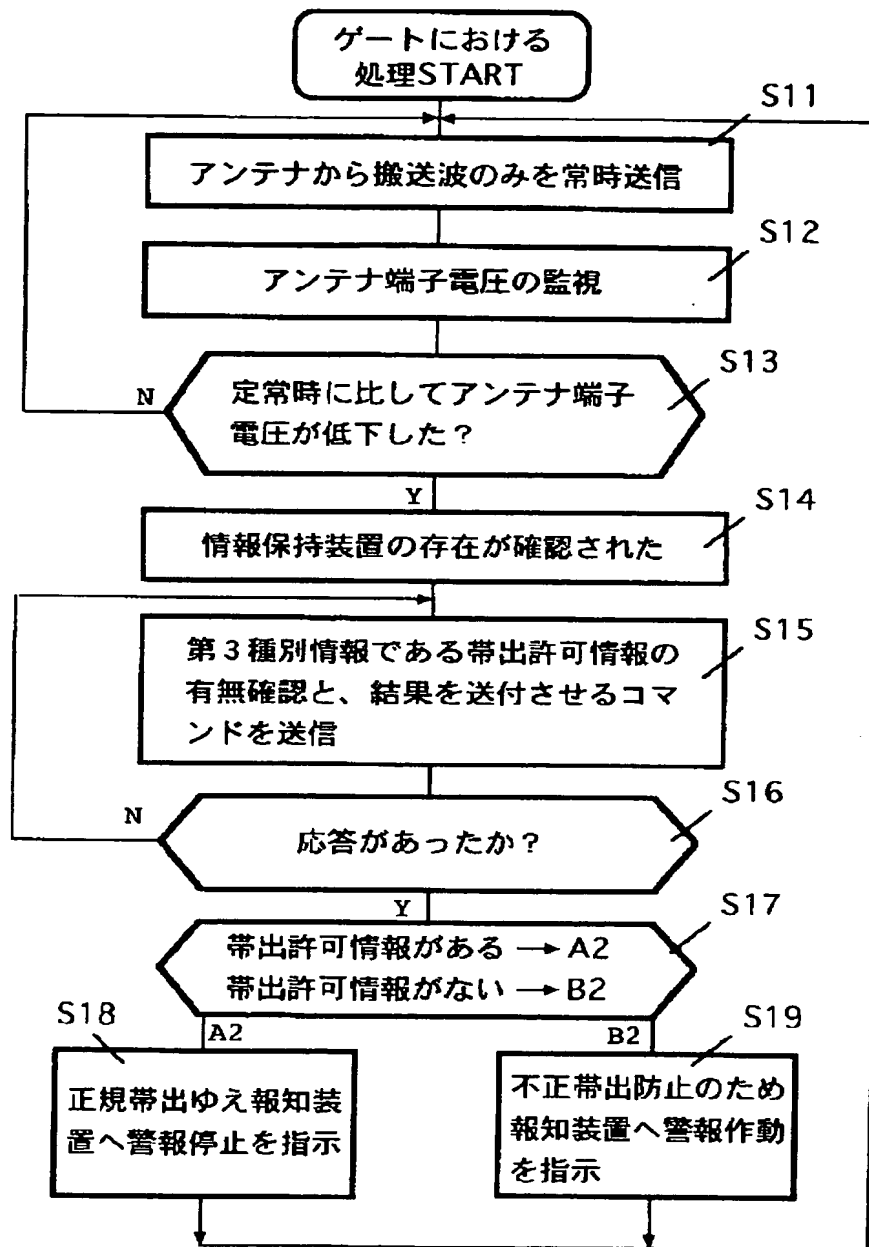 ゲートにおける
処理START
S11
アンテナから搬送波のみを常時送信
S12
アンテナ端子電圧の監視
S13
N
定常時に比してアンテナ端子
電圧が低下した？
Y
S14
情報保持装置の存在が確認された
S15
第3種別情報である帯出許可情報の
有無確認と、結果を送付させるコマ
ンドを送信
S16
N
応答があったか？
Y
S17
帯出許可情報がある → A2
帯出許可情報がない → B2
S18
A2
B2
S19
正規帯出ゆえ報知装
置へ警報停止を指示
不正帯出防止のため
報知装置へ警報作動
を指示